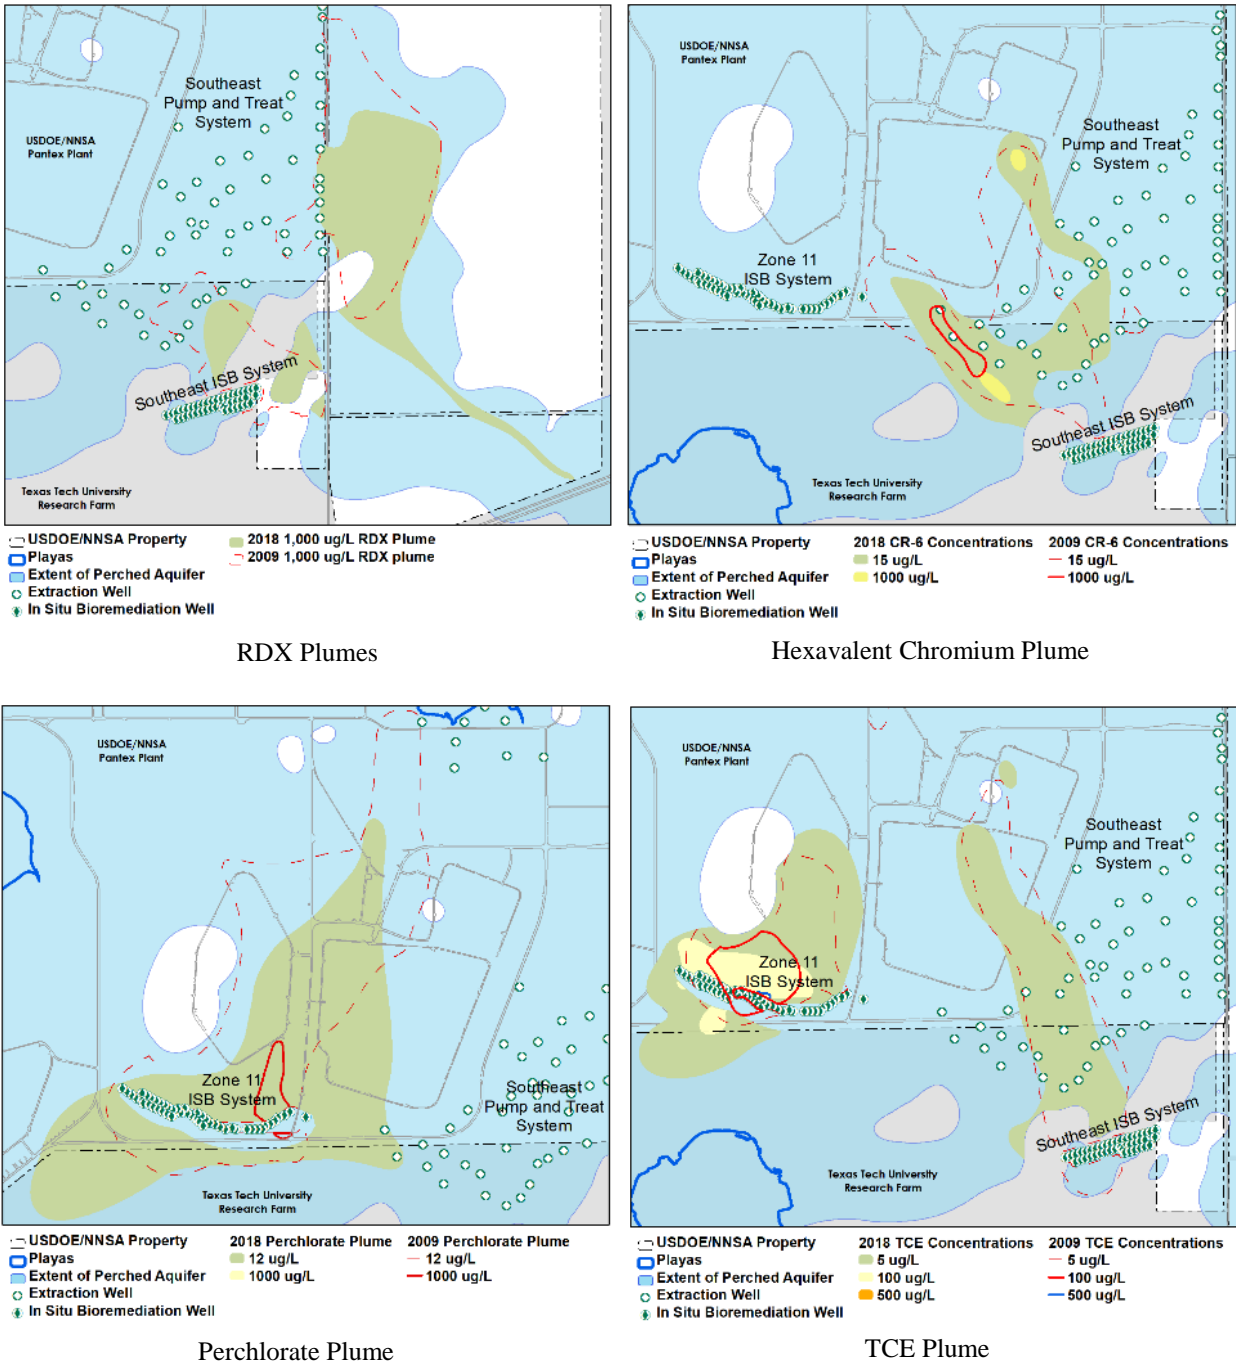 Southeast
Pump and Treat
System
USDOE/NNSA
Pantex Plant
Southeast ISB System
Texas Tech University
Research Farm
USDOE/NNSA Property
Playas
Extent of Perched Aquifer
Extraction Well
In Situ Bioremediation Well
2018 1,000 ug/L RDX Plume
2009 1,000 ug/L RDX plume
RDX Plumes
USDOE/NNSA
Pantex Plant
Southeast
Pump and Treat
System
Zone 11
ISB System
Southeast ISB System
Texas Tech University
Research Farm
USDOE/NNSA Property
Playas
Extent of Perched Aquifer
Extraction Well
In Situ Bioremediation Well
2018 CR-6 Concentrations
15 ug/L
1000 ug/L
2009 CR-6 Concentrations
15 ug/L
1000 ug/L
Hexavalent Chromium Plume
USDOE/NNSA
Pantex Plant
Zone 11
ISB System
Southeast
Pump and Treat
System
Texas Tech University
Research Farm
USDOE/NNSA Property
Playas
Extent of Perched Aquifer
Extraction Well
In Situ Bioremediation Well
2018 Perchlorate Plume
12 ug/L
1000 ug/L
2009 Perchlorate Plume
12 ug/L
1000 ug/L
Perchlorate Plume
USDOE/NNSA
Pantex Plant
Southeast
Pump and Treat
System
Zone 11
ISB System
Southeast ISB System
Texas Tech University
Research Farm
USDOE/NNSA Property
Playas
Extent of Perched Aquifer
Extraction Well
In Situ Bioremediation Well
2018 TCE Concentrations
5 ug/L
100 ug/L
500 ug/L
2009 TCE Concentrations
5 ug/L
100 ug/L
500 ug/L
TCE Plume